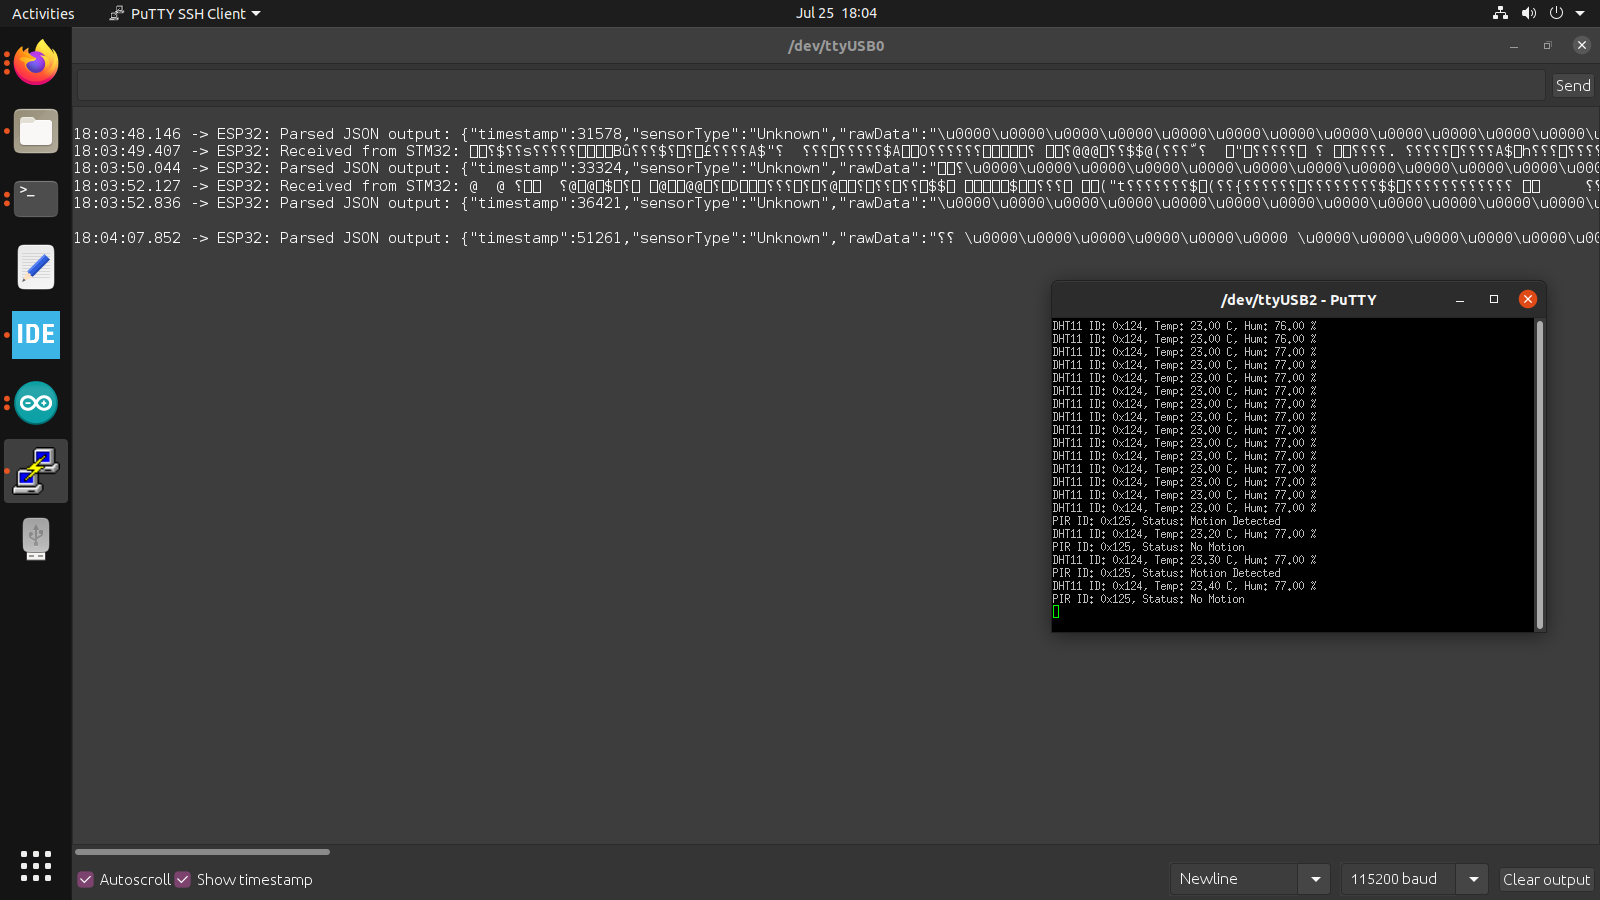 Activities
PuTTY SSH Client
Jul 25 18:04
/dev/ttyUSB0
Send
18:03:48.146 -> ESP32: Parsed JSON output: {"timestamp":31578,"sensorType":"Unknown","rawData":"\u0000\u0000\u0000\u0000\u0000\u0000\u0000\u0000\u0000\u0000\u0000\u0000\u
18:03:49.407 -> ESP32: Received from STM32:
18:03:50.044 -> ESP32: Parsed JSON output: {"timestamp":33324,"sensorType":"Unknown","rawData":"
18:03:52.127 -> ESP32: Received from STM32:
18:03:52.836 -> ESP32: Parsed JSON output: {"timestamp":36421,"sensorType":"Unknown","rawData":"\u0000\u0000\u0000\u0000\u0000\u0000\u0000\u0000\u0000\u0000\u0000\u0000\u
18:04:07.852 -> ESP32: Parsed JSON output: {"timestamp":51261,"sensorType":"Unknown","rawData":"⸮⸮ \u0000\u0000\u0000\u0000\u0000 \u0000\u0000\u0000\u0000\u0000\u00
/dev/ttyUSB2 - PuTTY
DHT11 ID: 0x124, Temp: 23.00 C, Hum: 76.00 %
DHT11 ID: 0x124, Temp: 23.00 C, Hum: 76.00 %
DHT11 ID: 0x124, Temp: 23.00 C, Hum: 77.00 %
DHT11 ID: 0x124, Temp: 23.00 C, Hum: 77.00 %
DHT11 ID: 0x124, Temp: 23.00 C, Hum: 77.00 %
DHT11 ID: 0x124, Temp: 23.00 C, Hum: 77.00 %
DHT11 ID: 0x124, Temp: 23.00 C, Hum: 77.00 %
DHT11 ID: 0x124, Temp: 23.00 C, Hum: 77.00 %
DHT11 ID: 0x124, Temp: 23.00 C, Hum: 77.00 %
DHT11 ID: 0x124, Temp: 23.00 C, Hum: 77.00 %
DHT11 ID: 0x124, Temp: 23.00 C, Hum: 77.00 %
DHT11 ID: 0x124, Temp: 23.00 C, Hum: 77.00 %
DHT11 ID: 0x124, Temp: 23.00 C, Hum: 77.00 %
DHT11 ID: 0x124, Temp: 23.00 C, Hum: 77.00 %
DHT11 ID: 0x124, Temp: 23.00 C, Hum: 77.00 %
PIR ID: 0x125, Status: Motion Detected
DHT11 ID: 0x124, Temp: 23.20 C, Hum: 77.00 %
PIR ID: 0x125, Status: No Motion
DHT11 ID: 0x124, Temp: 23.30 C, Hum: 77.00 %
PIR ID: 0x125, Status: Motion Detected
DHT11 ID: 0x124, Temp: 23.40 C, Hum: 77.00 %
PIR ID: 0x125, Status: No Motion
IDE
Autoscroll
Show timestamp
Newline
115200 baud
Clear output